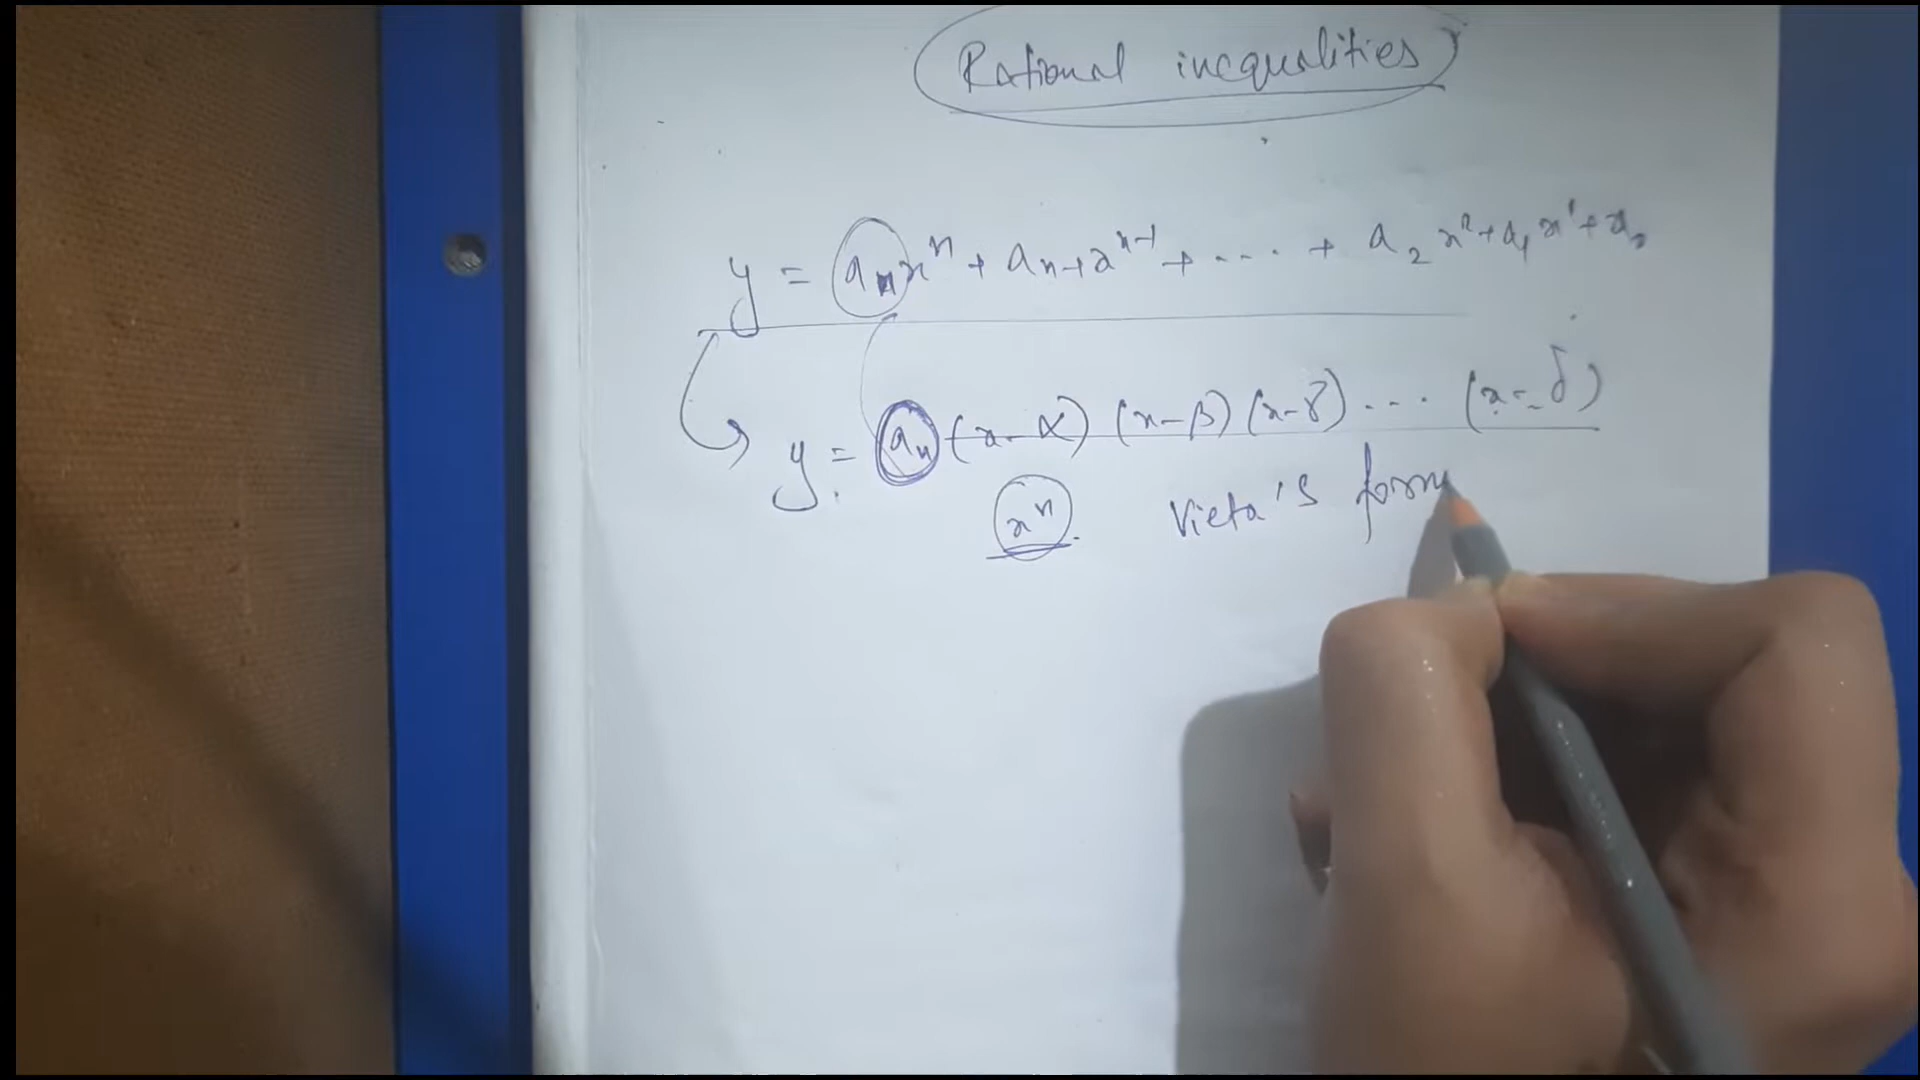 Rational inequalities
y = aₙxⁿ + aₙ₋₁xⁿ⁻¹ + .... + a₂x² + a₁x¹ + a₀
y = aₙ(x-α) (x-β) (x-γ) ... (x-δ)
xⁿ. Vieta's form